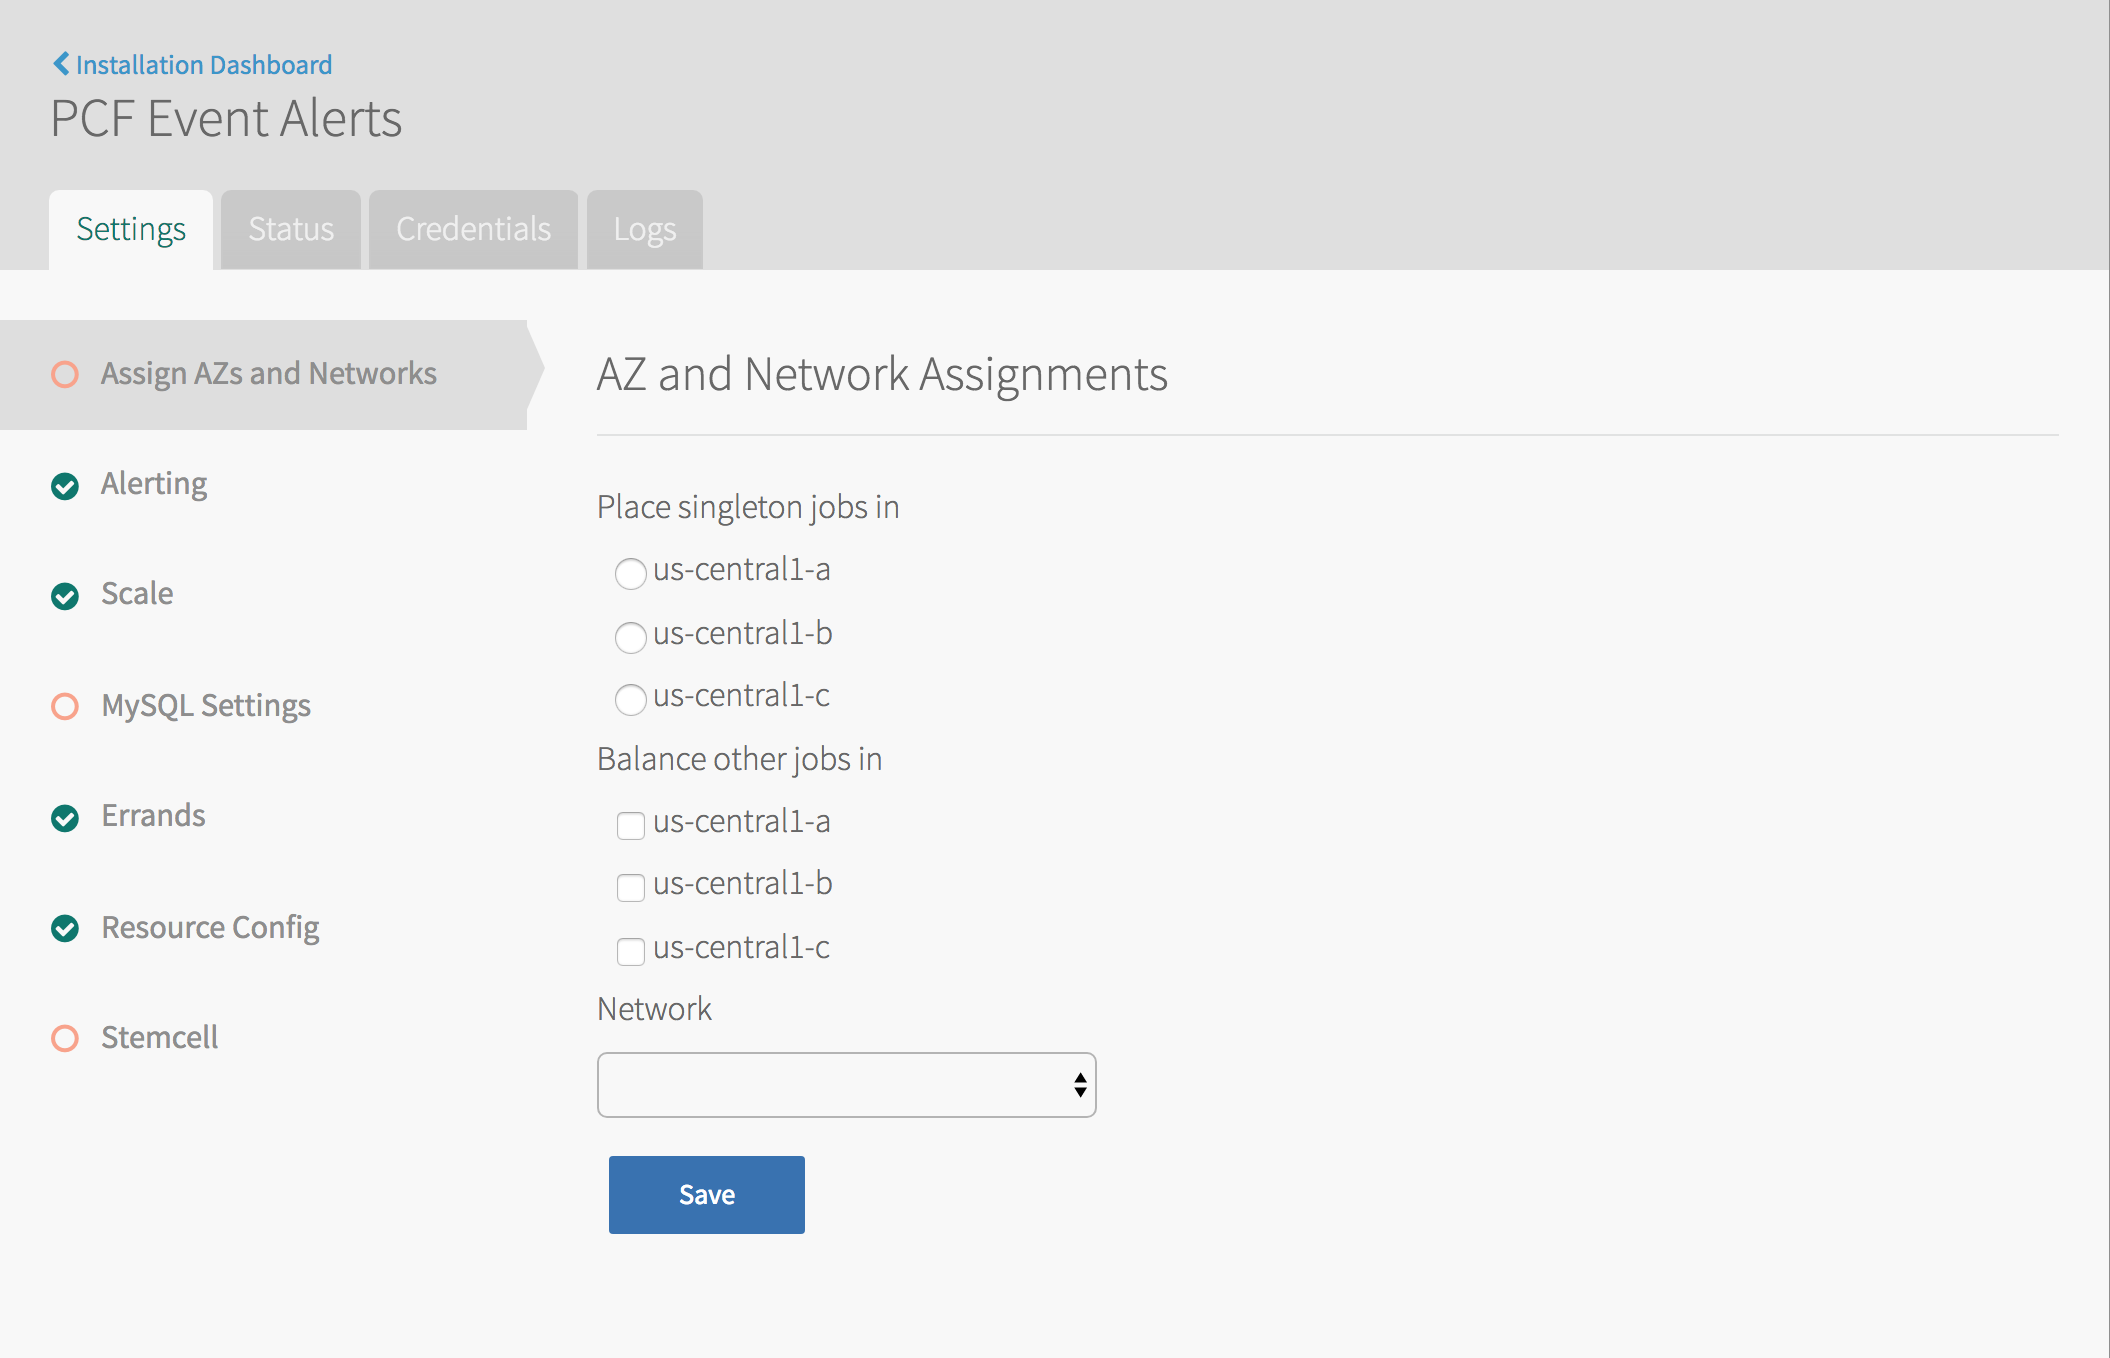 Installation Dashboard
PCF Event Alerts
Settings
Status
Credentials
Logs
Assign AZs and Networks
Alerting
Scale
MySQL Settings
Errands
Resource Config
Stemcell
AZ and Network Assignments
Place singleton jobs in
us-central1-a
us-central1-b
us-central1-c
Balance other jobs in
us-central1-a
us-central1-b
us-central1-c
Network
Save